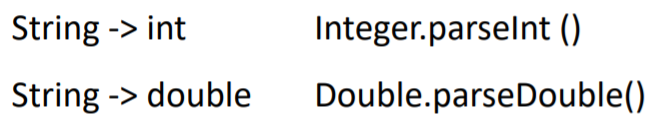 String -> int Integer.parseInt ()
String -> double Double.parseDouble()